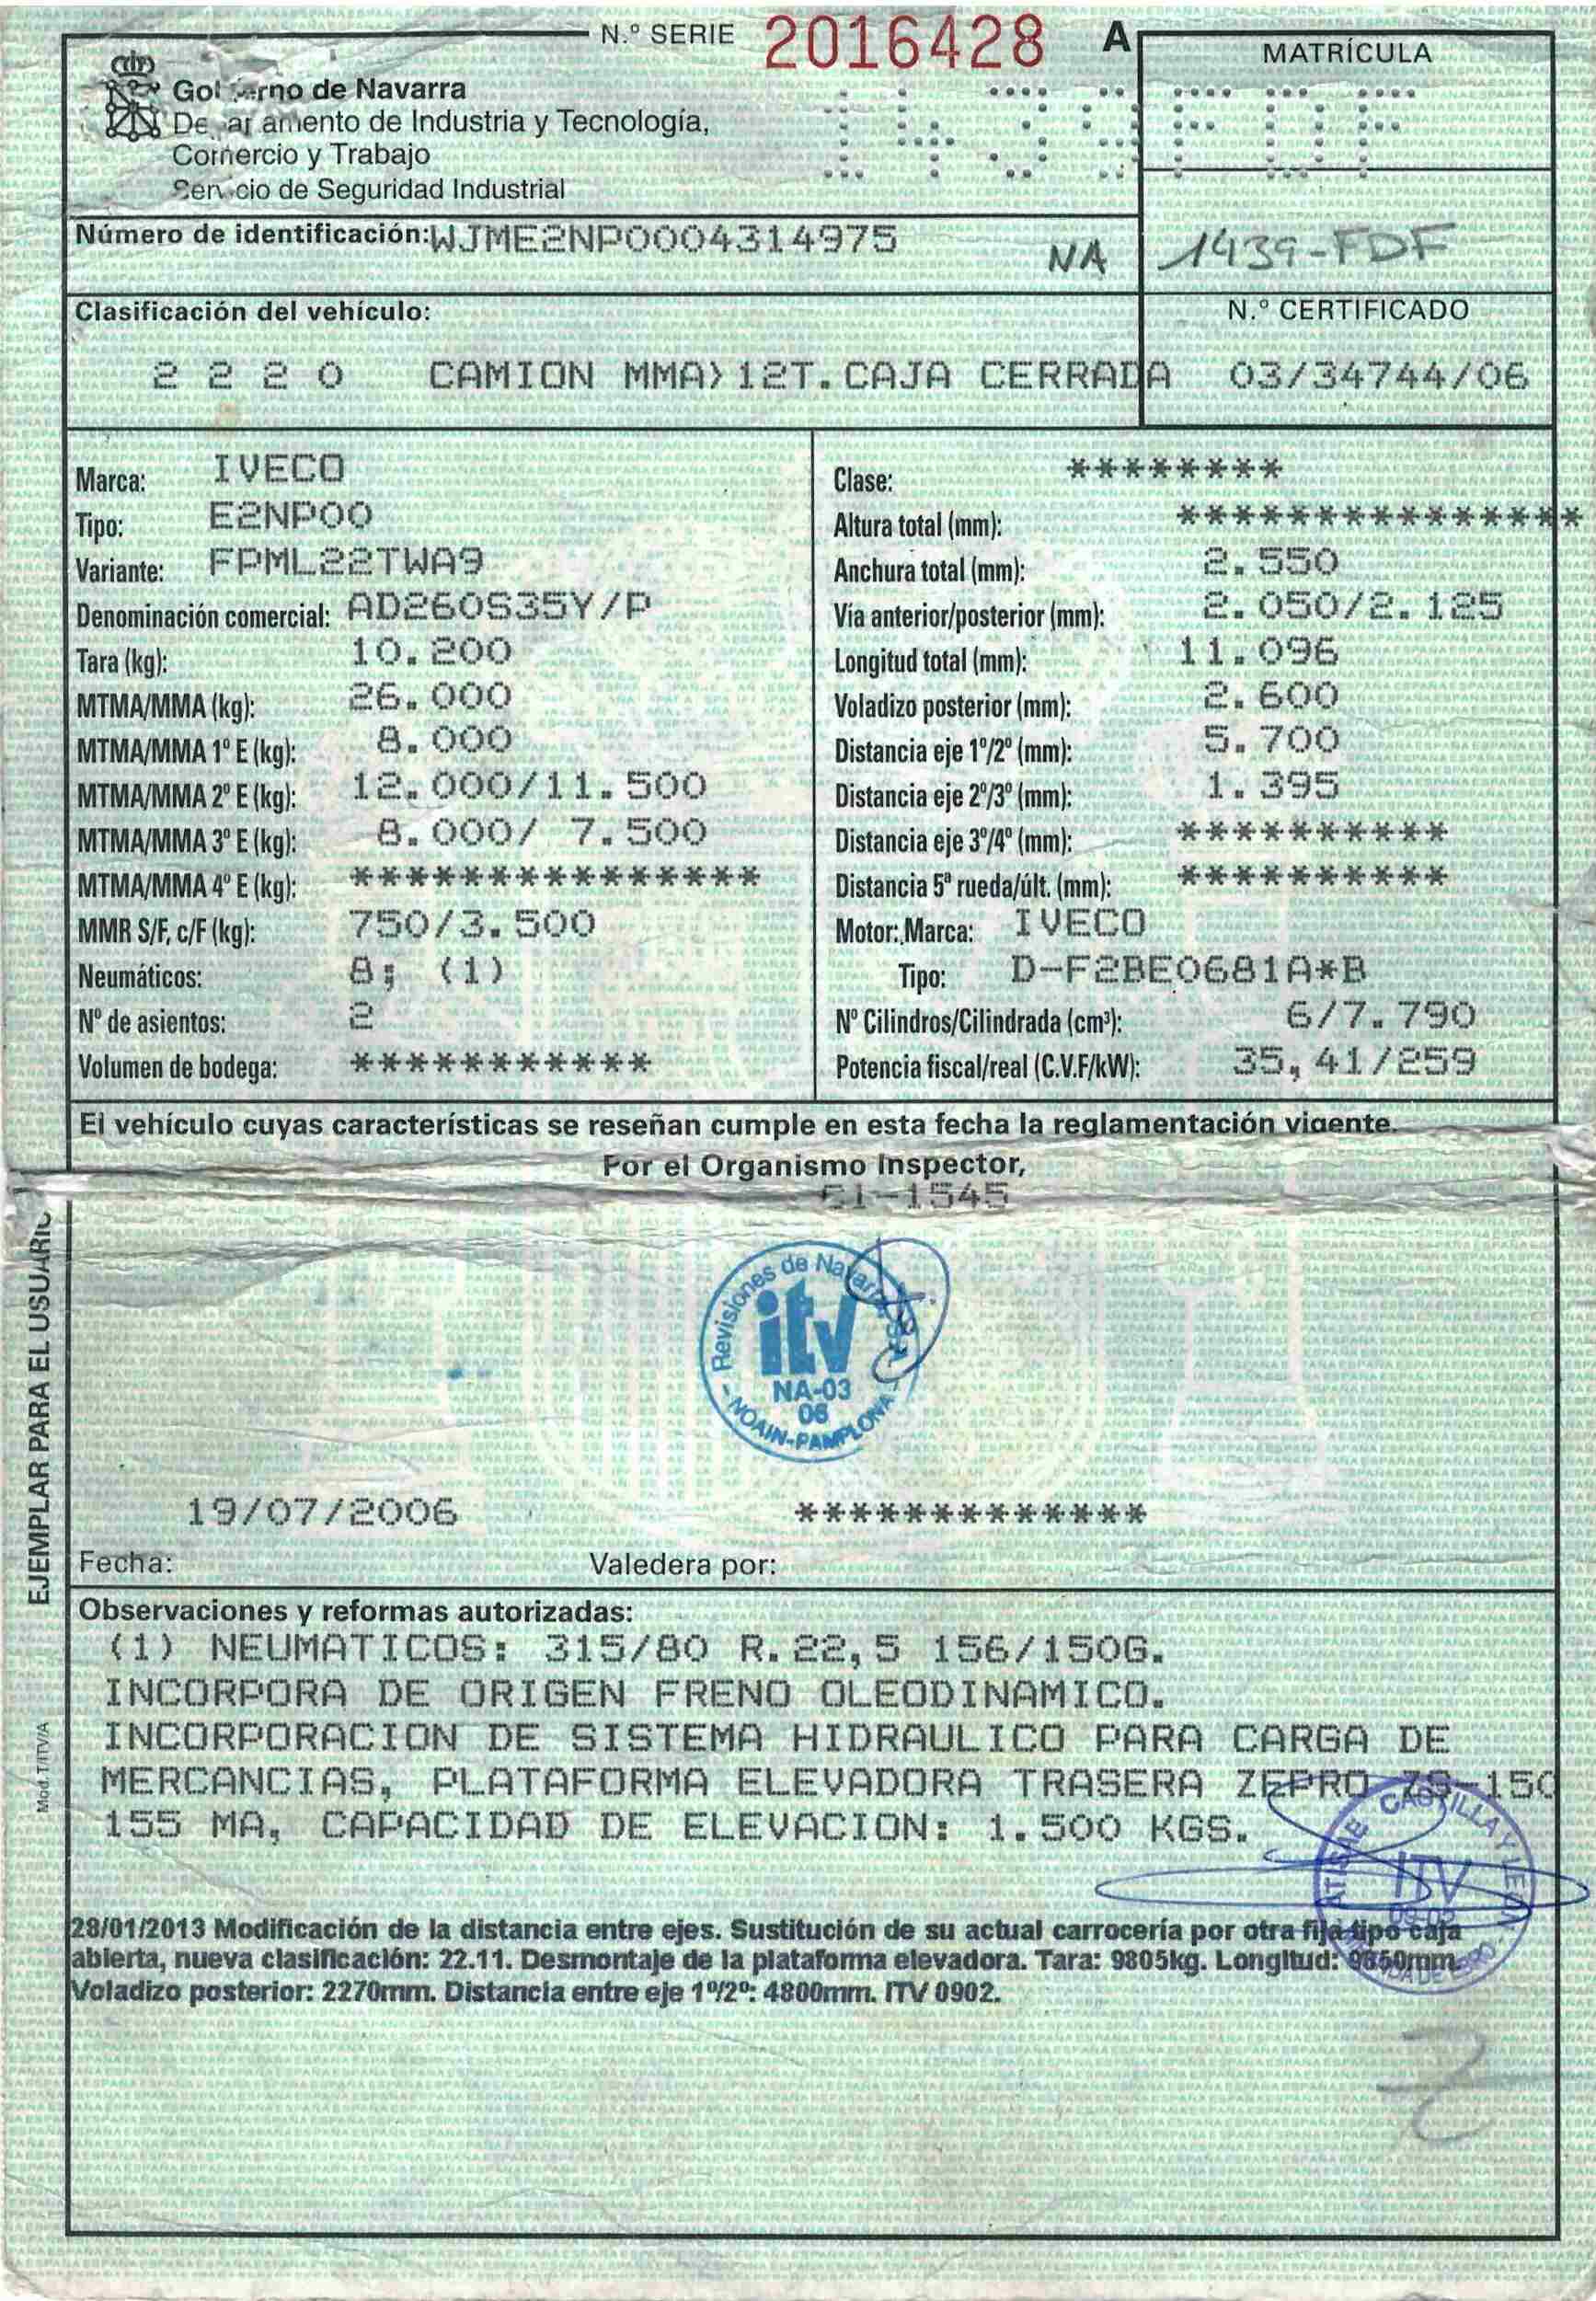 N.º SERIE 2016428 A
MATRÍCULA
Gobierno de Navarra
Departamento de Industria y Tecnología,
Comercio y Trabajo
Servicio de Seguridad Industrial
1439FDF
Número de identificación: WJME2NP0004314975
NA 1439-FDF
Clasificación del vehículo:
N.º CERTIFICADO
2 2 2 0 CAMION MMA>12T. CAJA CERRADA 03/34744/06
Marca: IVECO
Tipo: E2NP00
Variante: FPML22TWA9
Denominación comercial: AD260S35Y/P
Tara (kg): 10.200
MTMA/MMA (kg): 26.000
MTMA/MMA 1º E (kg): 8.000
MTMA/MMA 2º E (kg): 12.000/11.500
MTMA/MMA 3º E (kg): 8.000/ 7.500
MTMA/MMA 4º E (kg): ***************
MMR S/F, c/F (kg): 750/3.500
Neumáticos: 8; (1)
Nº de asientos: 2
Volumen de bodega: ***********
Clase: ********
Altura total (mm): ***************
Anchura total (mm): 2.550
Vía anterior/posterior (mm): 2.050/2.125
Longitud total (mm): 11.096
Voladizo posterior (mm): 2.600
Distancia eje 1º/2º (mm): 5.700
Distancia eje 2º/3º (mm): 1.395
Distancia eje 3º/4º (mm): **********
Distancia 5ª rueda/últ. (mm): **********
Motor: Marca: IVECO
Tipo: D-F2BE0681A*B
Nº Cilindros/Cilindrada (cm³): 6/7.790
Potencia fiscal/real (C.V.F/kW): 35,41/259
El vehículo cuyas características se reseñan cumple en esta fecha la reglamentación vigente.
Por el Organismo Inspector,
-1545
Revisiones de Navarra
itv
NA-03
06
NOAIN-PAMPLONA
19/07/2006 *************
Fecha: Valedera por:
EJEMPLAR PARA EL USUARIO
Mod. T/ITV/A
Observaciones y reformas autorizadas:
(1) NEUMATICOS: 315/80 R.22,5 156/150G.
INCORPORA DE ORIGEN FRENO OLEODINAMICO.
INCORPORACION DE SISTEMA HIDRAULICO PARA CARGA DE
MERCANCIAS, PLATAFORMA ELEVADORA TRASERA ZEPRO ZS-150
155 MA, CAPACIDAD DE ELEVACION: 1.500 KGS.
ATISAE CASTILLA Y LEON
ITV
28/01/2013 Modificación de la distancia entre ejes. Sustitución de su actual carrocería por otra fija tipo caja
abierta, nueva clasificación: 22.11. Desmontaje de la plataforma elevadora. Tara: 9805kg. Longitud: 9850mm.
Voladizo posterior: 2270mm. Distancia entre eje 1º/2º: 4800mm. ITV 0902.